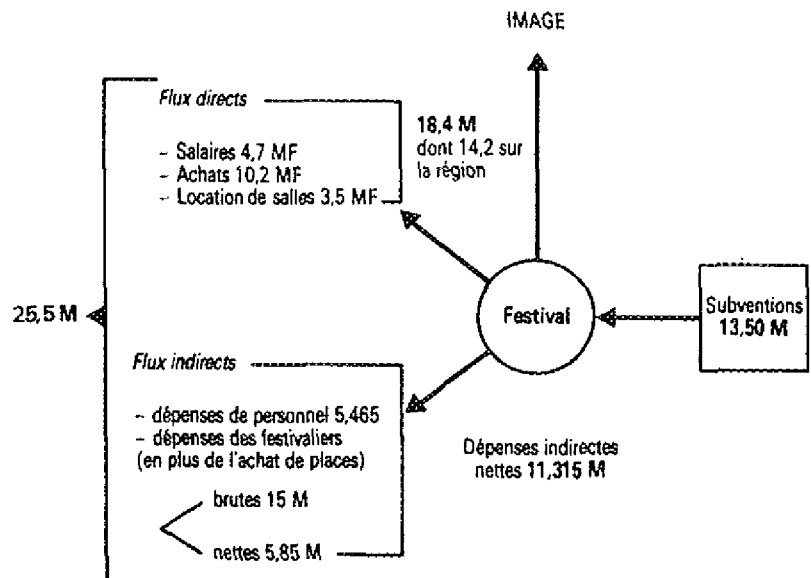 IMAGE
Flux directs
– Salaires 4,7 MF
– Achats 10,2 MF
– Location de salles 3,5 MF
18,4 M
dont 14,2 sur
la région
25,5 M
Festival
Subventions
13,50 M
Flux indirects
– dépenses de personnel 5,465
– dépenses des festivaliers
(en plus de l'achat de places)
brutes 15 M
nettes 5,85 M
Dépenses indirectes
nettes 11,315 M